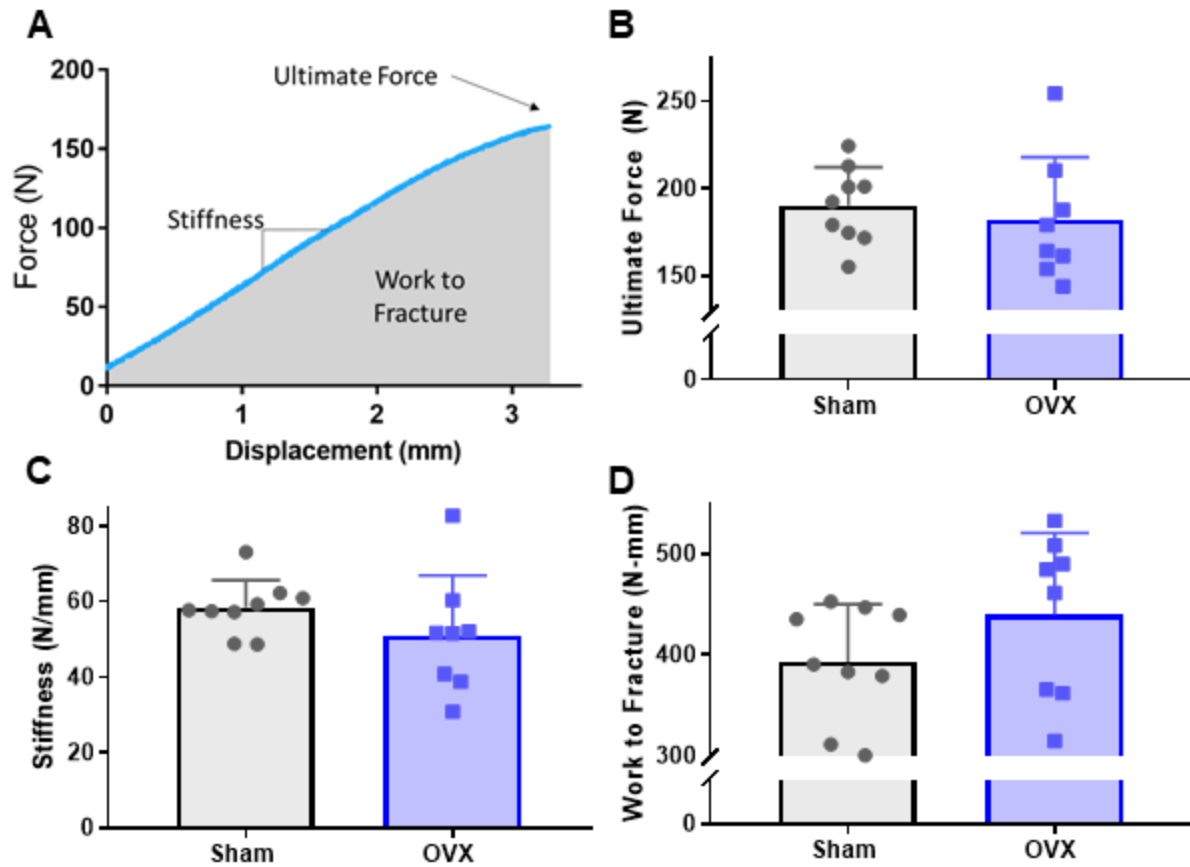 A
Force (N)
200
150
100
50
0
Ultimate Force
Stiffness
Work to
Fracture
0 1 2 3
Displacement (mm)
B
Ultimate Force (N)
250
200
150
0
Sham OVX
C
Stiffness (N/mm)
80
60
40
20
0
Sham OVX
D
Work to Fracture (N-mm)
500
400
300
0
Sham OVX